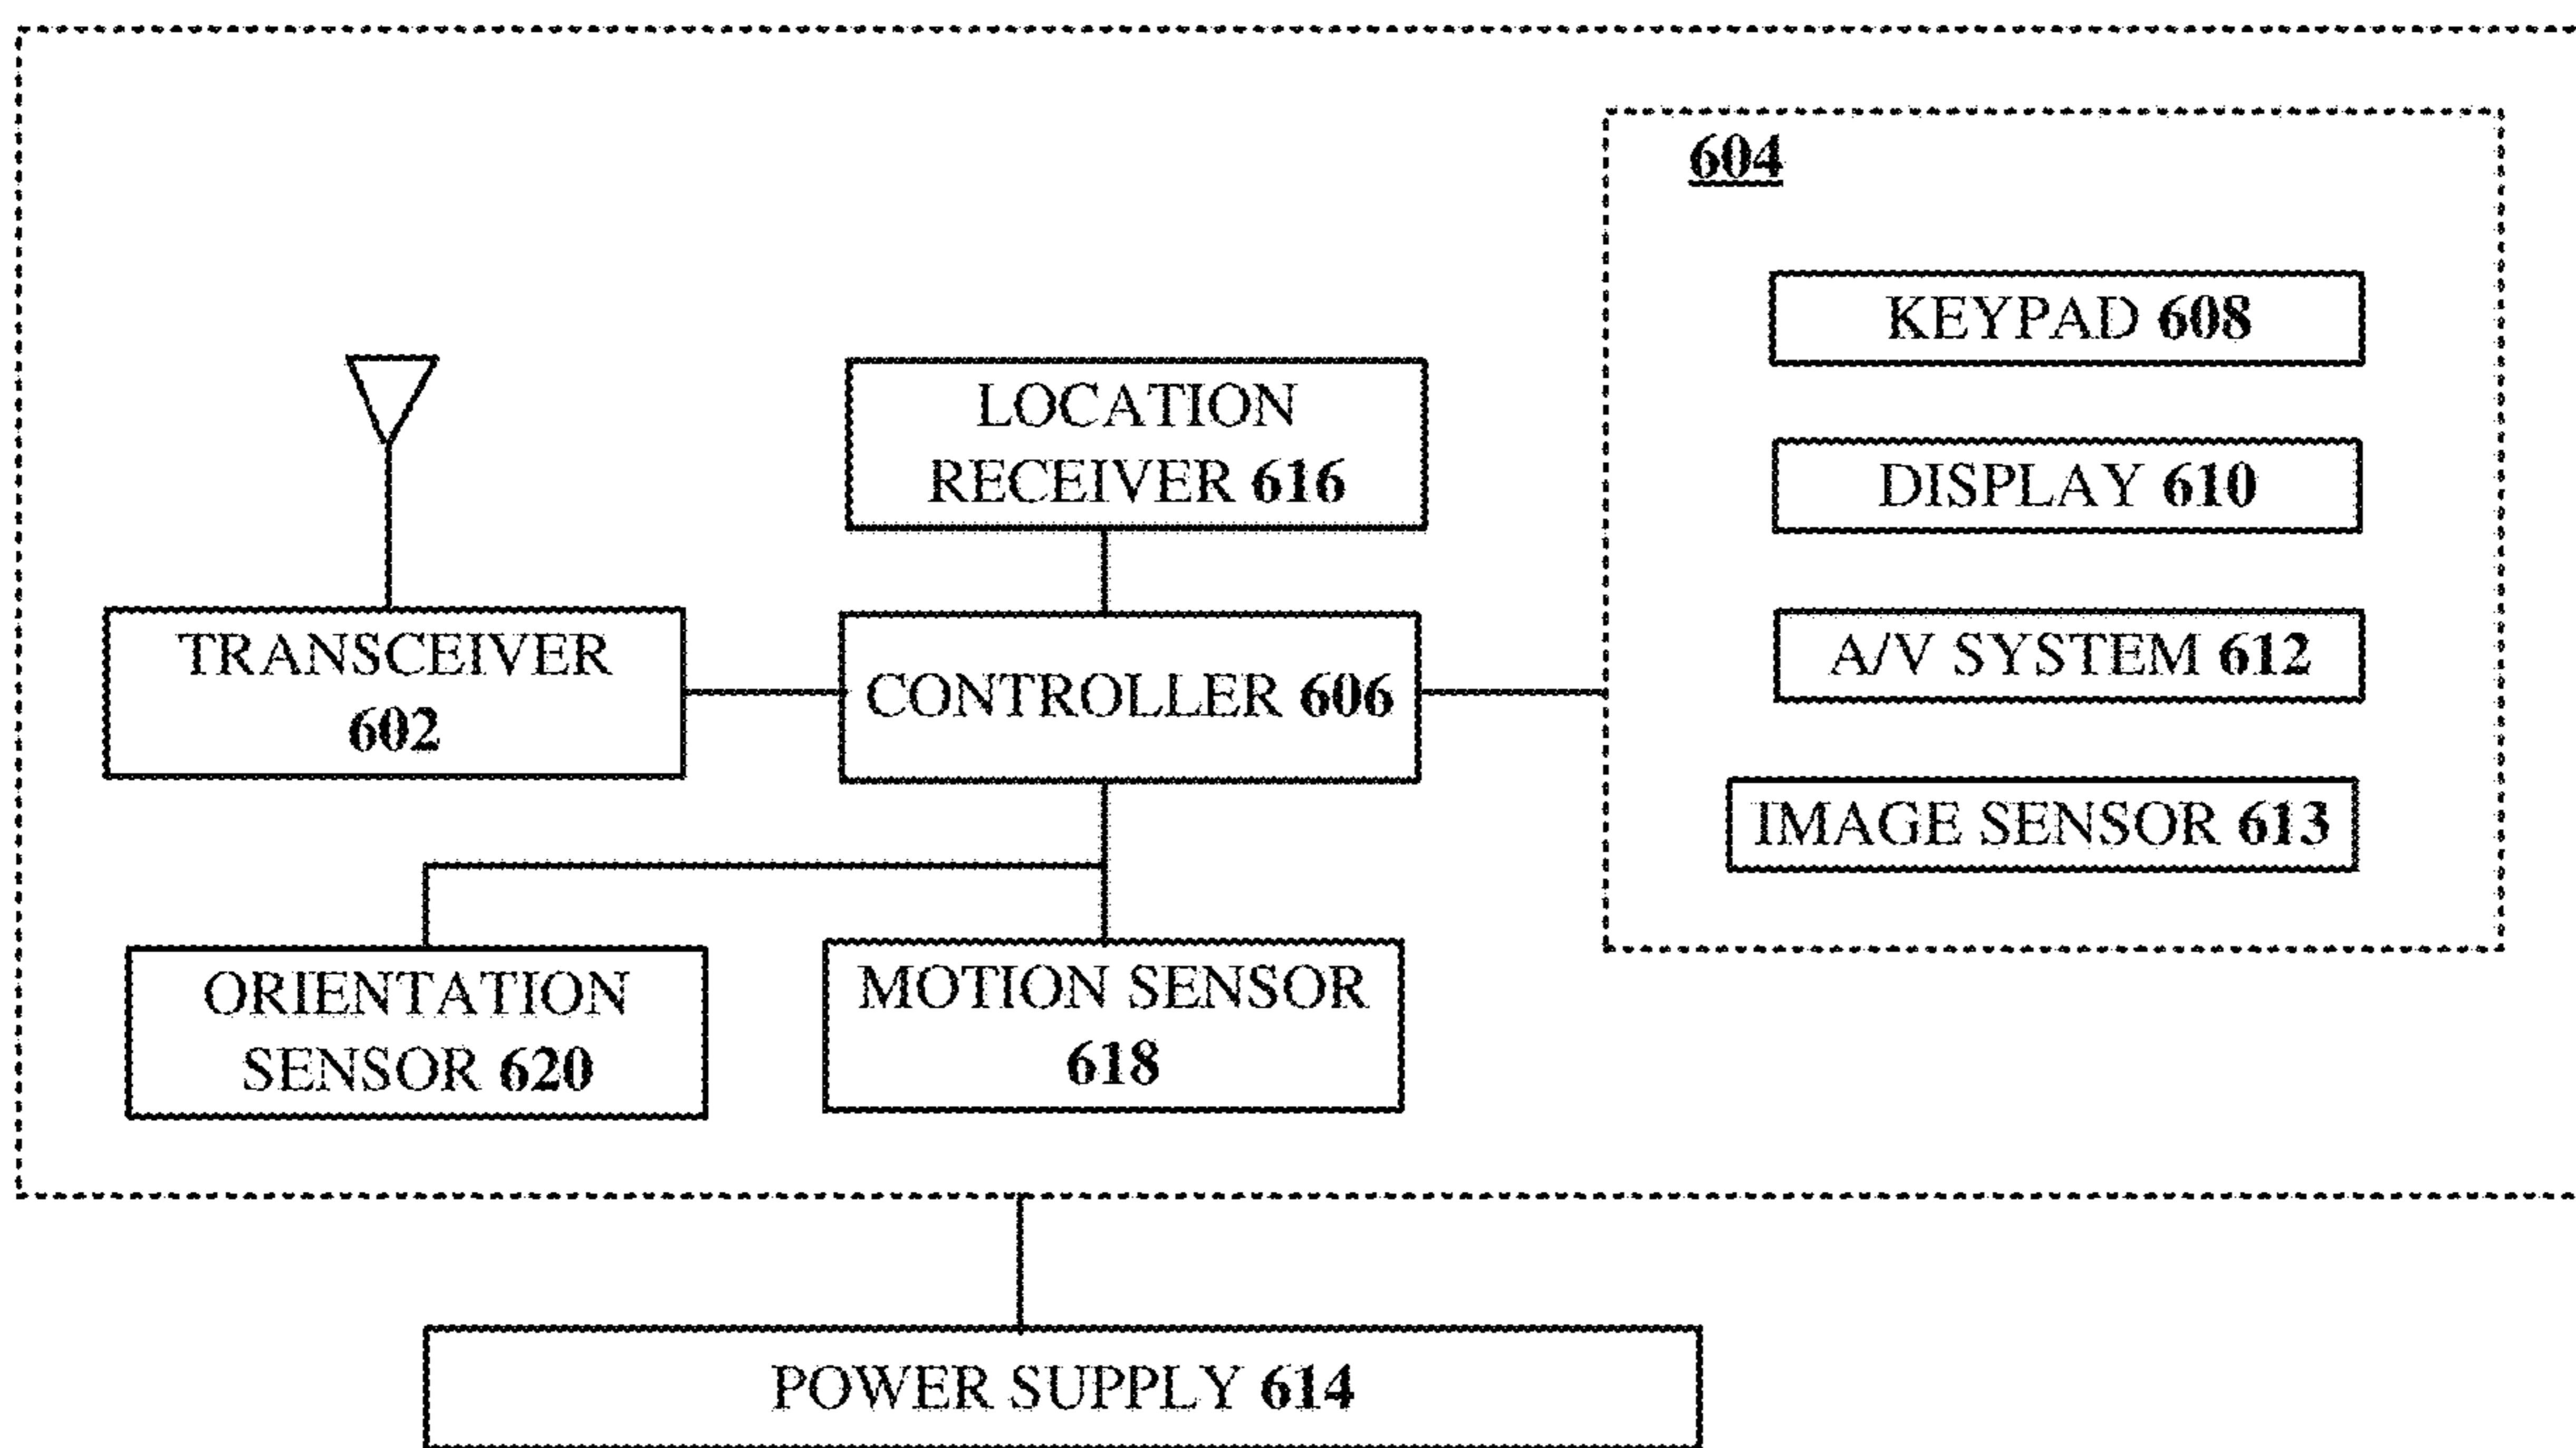 604
KEYPAD 608
LOCATION
RECEIVER 616
DISPLAY 610
TRANSCEIVER
602
CONTROLLER 606
A/V SYSTEM 612
IMAGE SENSOR 613
ORIENTATION
SENSOR 620
MOTION SENSOR
618
POWER SUPPLY 614